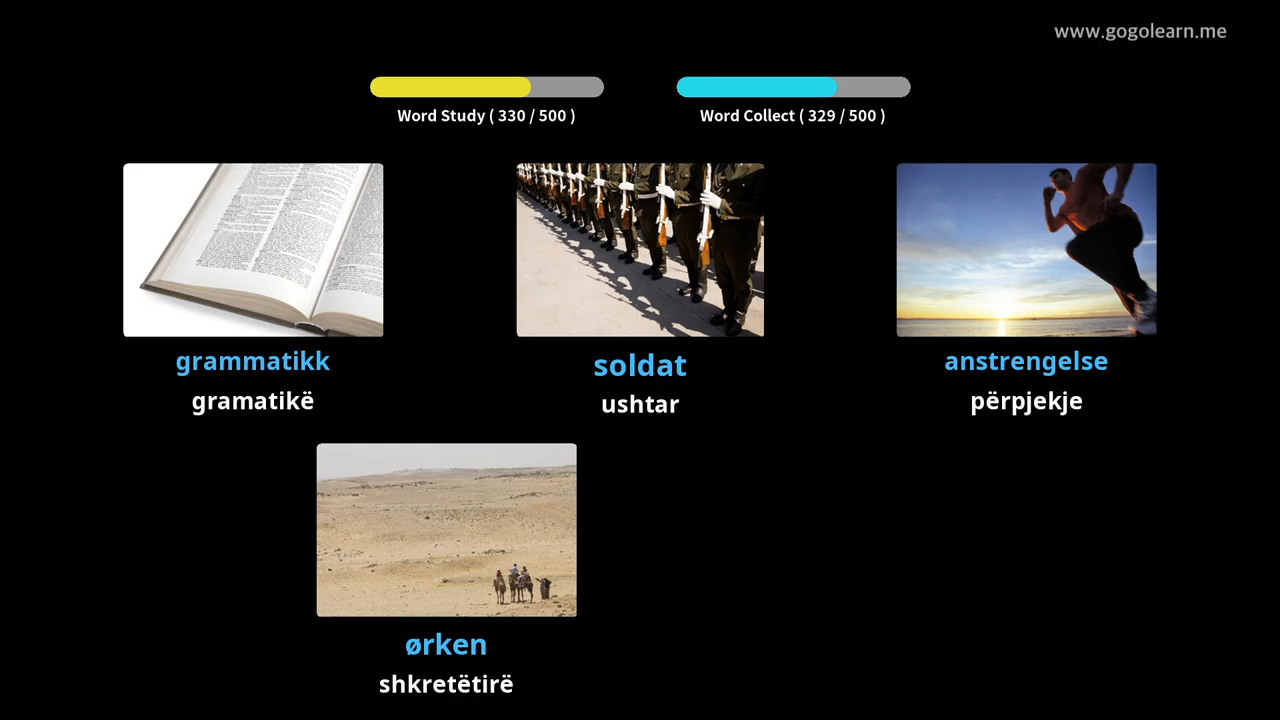 www.gogolearn.me
Word Study ( 330 / 500 )
Word Collect ( 329 / 500 )
grammatikk
gramatikë
soldat
ushtar
anstrengelse
përpjekje
ørken
shkretëtirë